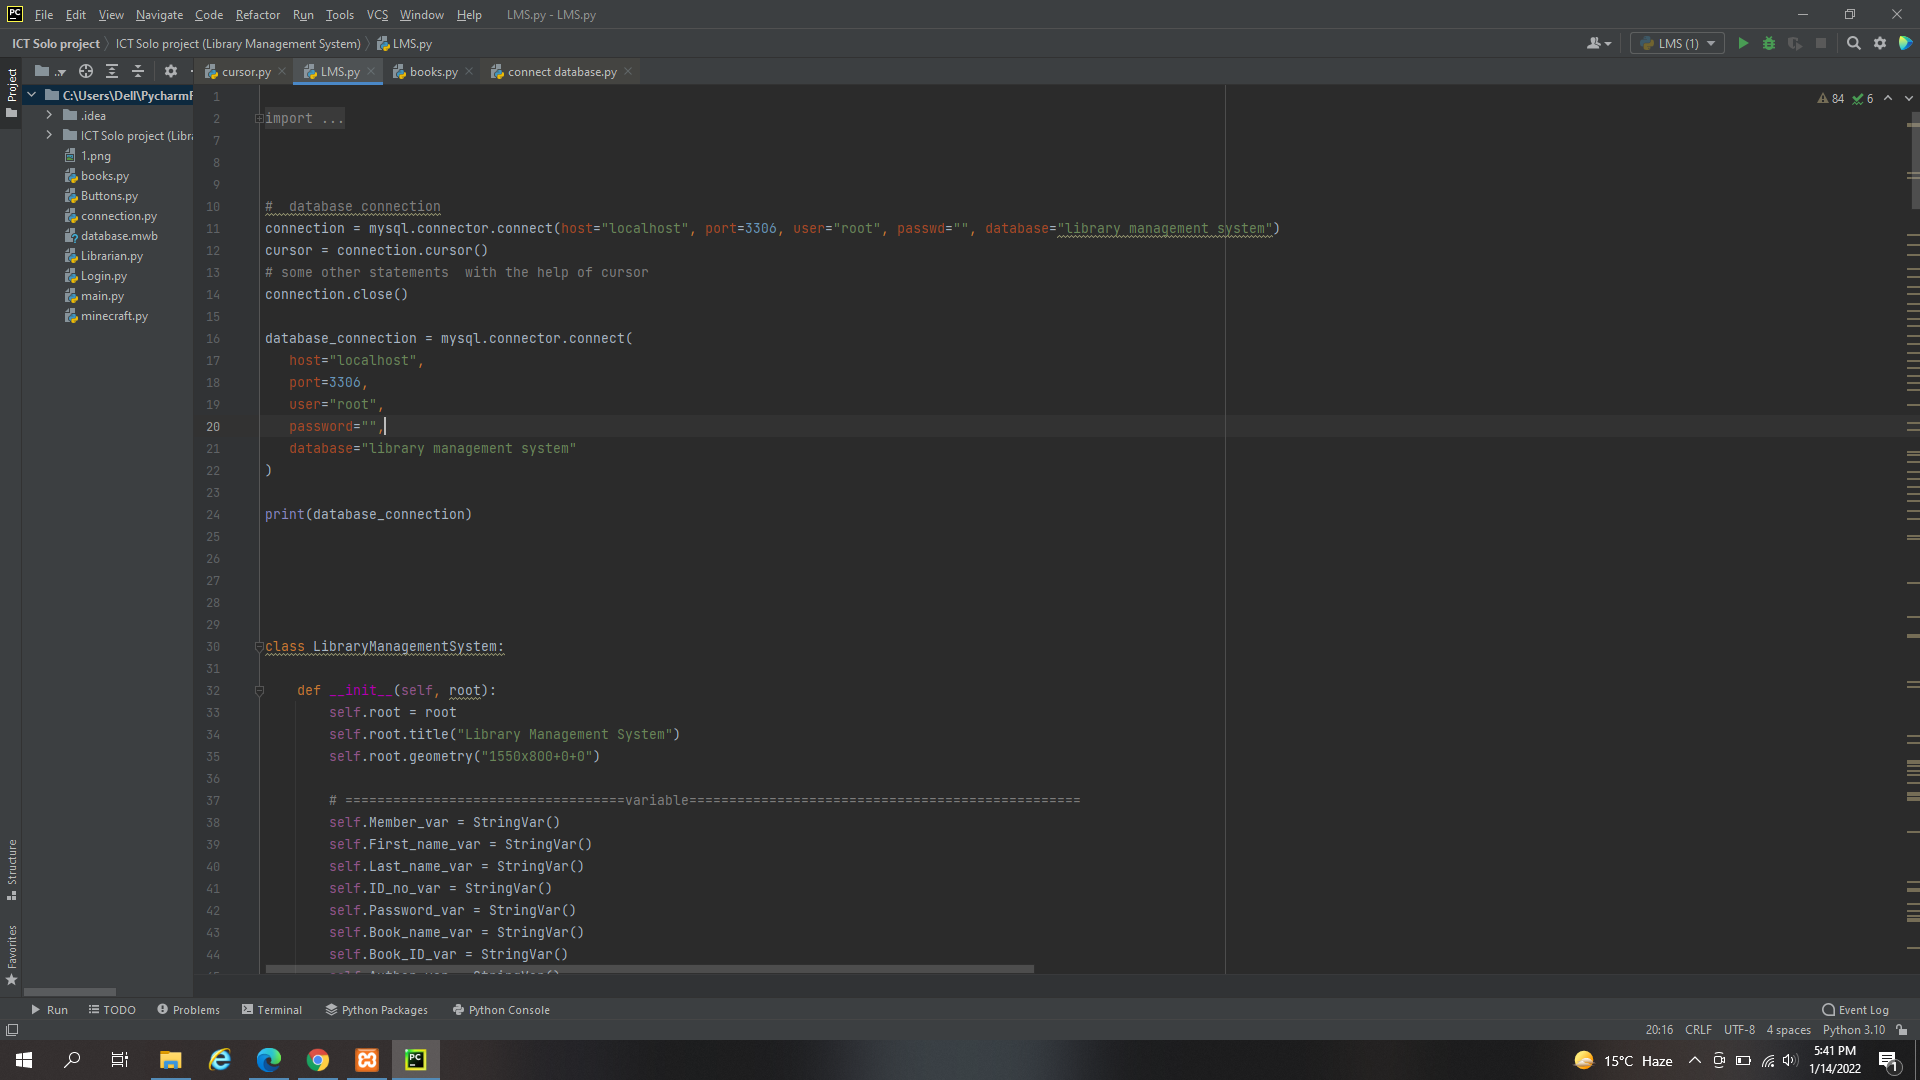 PC File Edit View Navigate Code Refactor Run Tools VCS Window Help LMS.py - LMS.py
ICT Solo project ICT Solo project (Library Management System) LMS.py LMS (1)
Project .. cursor.py LMS.py books.py connect database.py
C:\Users\Dell\Pycharm
.idea
ICT Solo project (Libra
1.png
books.py
Buttons.py
connection.py
database.mwb
Librarian.py
Login.py
main.py
minecraft.py
84 6
1
2 import ...
7
8
9
10 #  database connection
11 connection = mysql.connector.connect(host="localhost", port=3306, user="root", passwd="", database="library management system")
12 cursor = connection.cursor()
13 # some other statements  with the help of cursor
14 connection.close()
15
16 database_connection = mysql.connector.connect(
17 host="localhost",
18 port=3306,
19 user="root",
20 password="",
21 database="library management system"
22 )
23
24 print(database_connection)
25
26
27
28
29
30 class LibraryManagementSystem:
31
32 def __init__(self, root):
33 self.root = root
34 self.root.title("Library Management System")
35 self.root.geometry("1550x800+0+0")
36
37 # ===================================variable=================================================
38 self.Member_var = StringVar()
39 self.First_name_var = StringVar()
40 self.Last_name_var = StringVar()
41 self.ID_no_var = StringVar()
42 self.Password_var = StringVar()
43 self.Book_name_var = StringVar()
44 self.Book_ID_var = StringVar()
Structure
Favorites
Run TODO Problems Terminal Python Packages Python Console Event Log
20:16 CRLF UTF-8 4 spaces Python 3.10
PC 15°C Haze 5:41 PM
1/14/2022 1